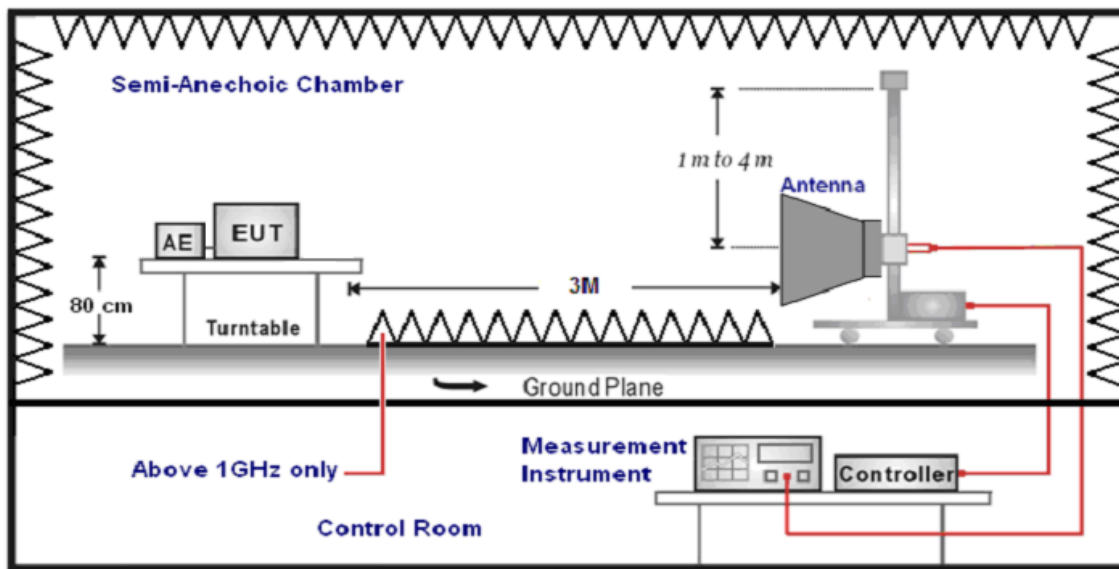 Semi-Anechoic Chamber
1 m to 4 m
Antenna
AE
EUT
80 cm
3M
Turntable
Ground Plane
Above 1GHz only
Measurement
Instrument
Controller
Control Room